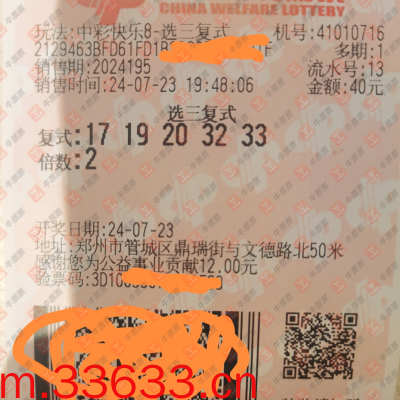 CHINA WELFARE LOTTERY
玩法:中彩快乐8-选三复式 机号:41010716
2129463BFD61FD1B 多期:1
销售期:2024195 流水号:13
销售时间:24-07-23 19:48:06 金额:40元
选三复式
复式:17 19 20 32 33
倍数:2
开奖日期:24-07-23
地址:郑州市管城区鼎瑞街与文德路北50米
感谢您为公益事业贡献12.00元
验票码:3D10
m.33633.cn